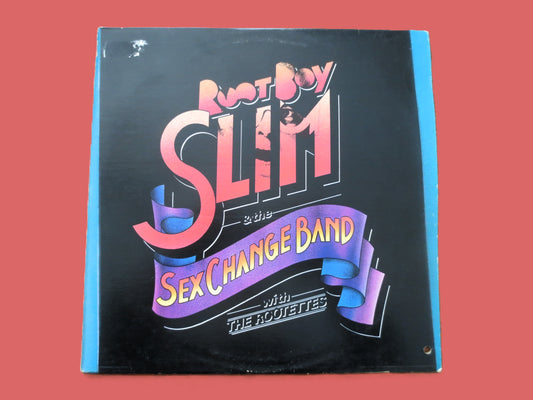 ROOT BOY
SLIM
& the
SEX CHANGE BAND
with
THE ROOTETTES